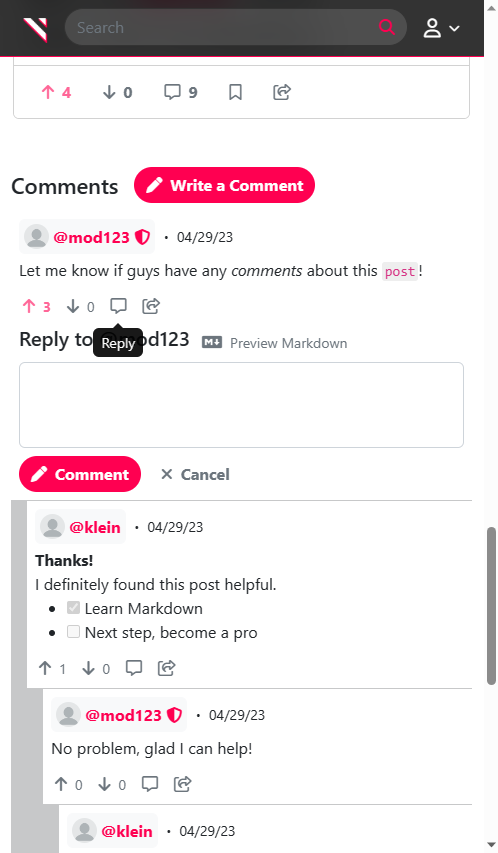 Search
4 0 9
Comments Write a Comment
@mod123 • 04/29/23
Let me know if guys have any comments about this post!
3 0
Reply to @mod123 M Preview Markdown
Reply
Comment Cancel
@klein • 04/29/23
Thanks!
I definitely found this post helpful.
• Learn Markdown
• Next step, become a pro
1 0
@mod123 • 04/29/23
No problem, glad I can help!
0 0
@klein • 04/29/23